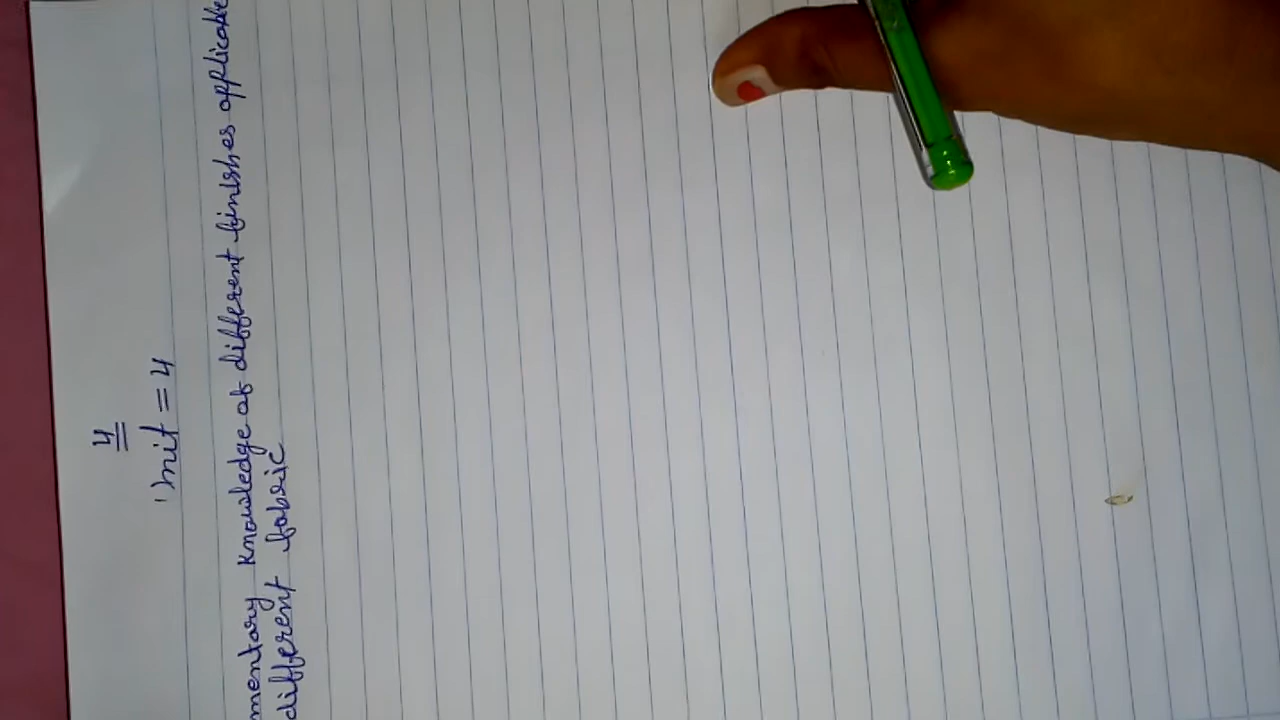 4
Unit = 4
mentary knowledge of different finishes applicable
different fabric